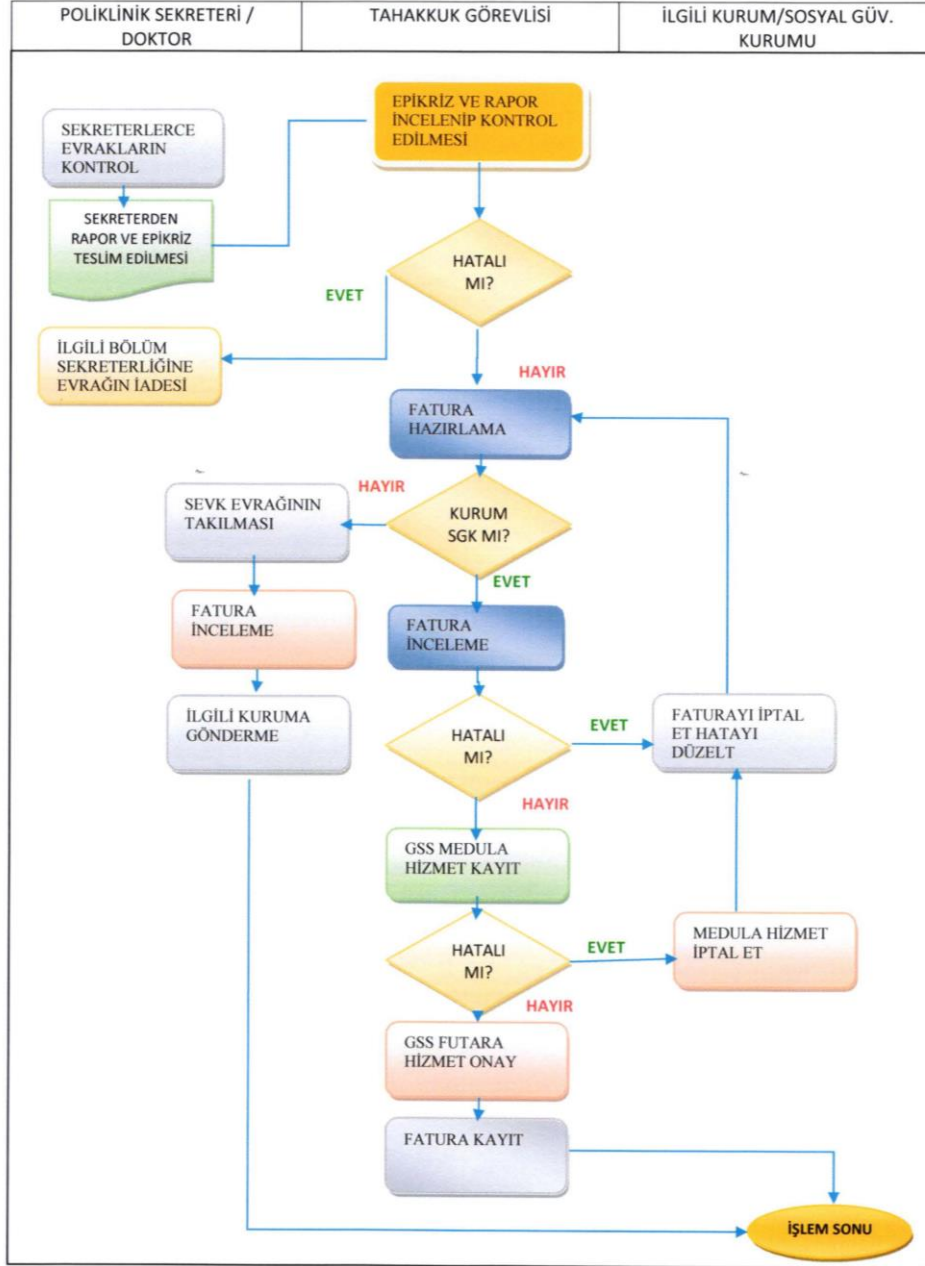 POLİKLİNİK SEKRETERİ /
DOKTOR
TAHAKKUK GÖREVLİSİ
İLGİLİ KURUM/SOSYAL GÜV.
KURUMU
SEKRETERLERCE
EVRAKLARIN
KONTROL
EPİKRİZ VE RAPOR
İNCELENİP KONTROL
EDİLMESİ
SEKRETERDEN
RAPOR VE EPİKRİZ
TESLİM EDİLMESİ
HATALI
MI?
EVET
İLGİLİ BÖLÜM
SEKRETERLİĞİNE
EVRAĞIN İADESİ
HAYIR
FATURA
HAZIRLAMA
HAYIR
SEVK EVRAĞININ
TAKILMASI
KURUM
SGK MI?
EVET
FATURA
İNCELEME
FATURA
İNCELEME
İLGİLİ KURUMA
GÖNDERME
HATALI
MI?
EVET
FATURAYI İPTAL
ET HATAYI
DÜZELT
HAYIR
GSS MEDULA
HİZMET KAYIT
HATALI
MI?
EVET
MEDULA HİZMET
İPTAL ET
HAYIR
GSS FUTARA
HİZMET ONAY
FATURA KAYIT
İŞLEM SONU